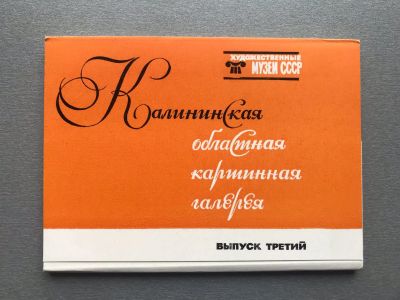 ХУДОЖЕСТВЕННЫЕ
МУЗЕИ СССР
Калининская
областная
картинная
галерея
ВЫПУСК ТРЕТИЙ